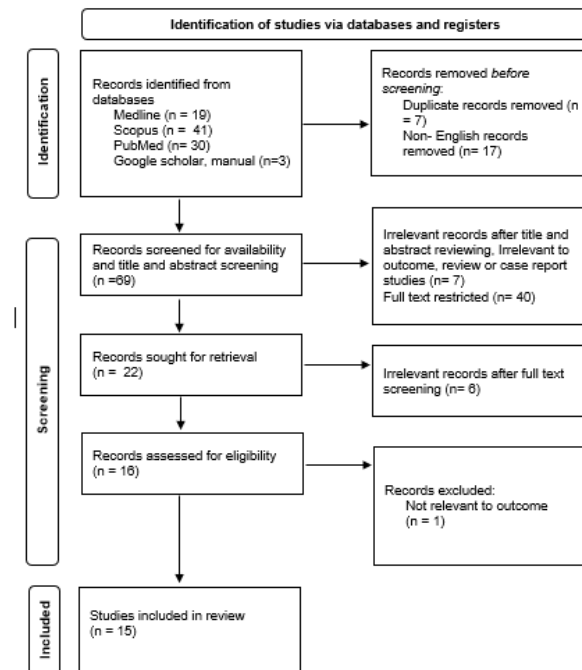 Identification of studies via databases and registers
Identification
Records identified from
databases
Medline (n = 19)
Scopus (n = 41)
PubMed (n= 30)
Google scholar, manual (n=3)
Records removed before
screening:
Duplicate records removed (n
= 7)
Non- English records
removed (n= 17)
Screening
Records screened for availability
and title and abstract screening
(n =69)
Irrelevant records after title and
abstract reviewing, Irrelevant to
outcome, review or case report
studies (n= 7)
Full text restricted (n= 40)
Records sought for retrieval
(n = 22)
Irrelevant records after full text
screening (n= 6)
Records assessed for eligibility
(n = 16)
Records excluded:
Not relevant to outcome
(n = 1)
Included
Studies included in review
(n = 15)